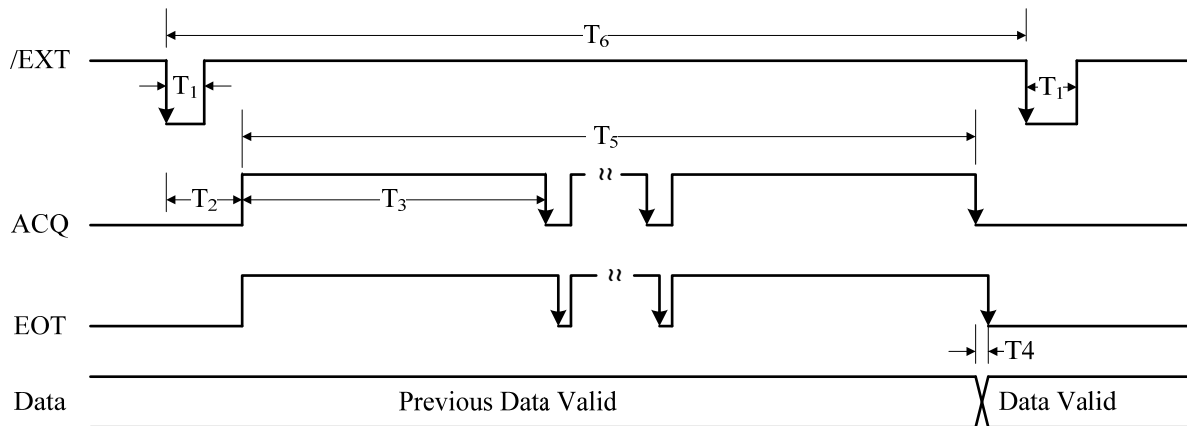 T6
/EXT
T1
T1
T5
≈
T2
T3
ACQ
≈
EOT
T4
Data
Previous Data Valid
Data Valid